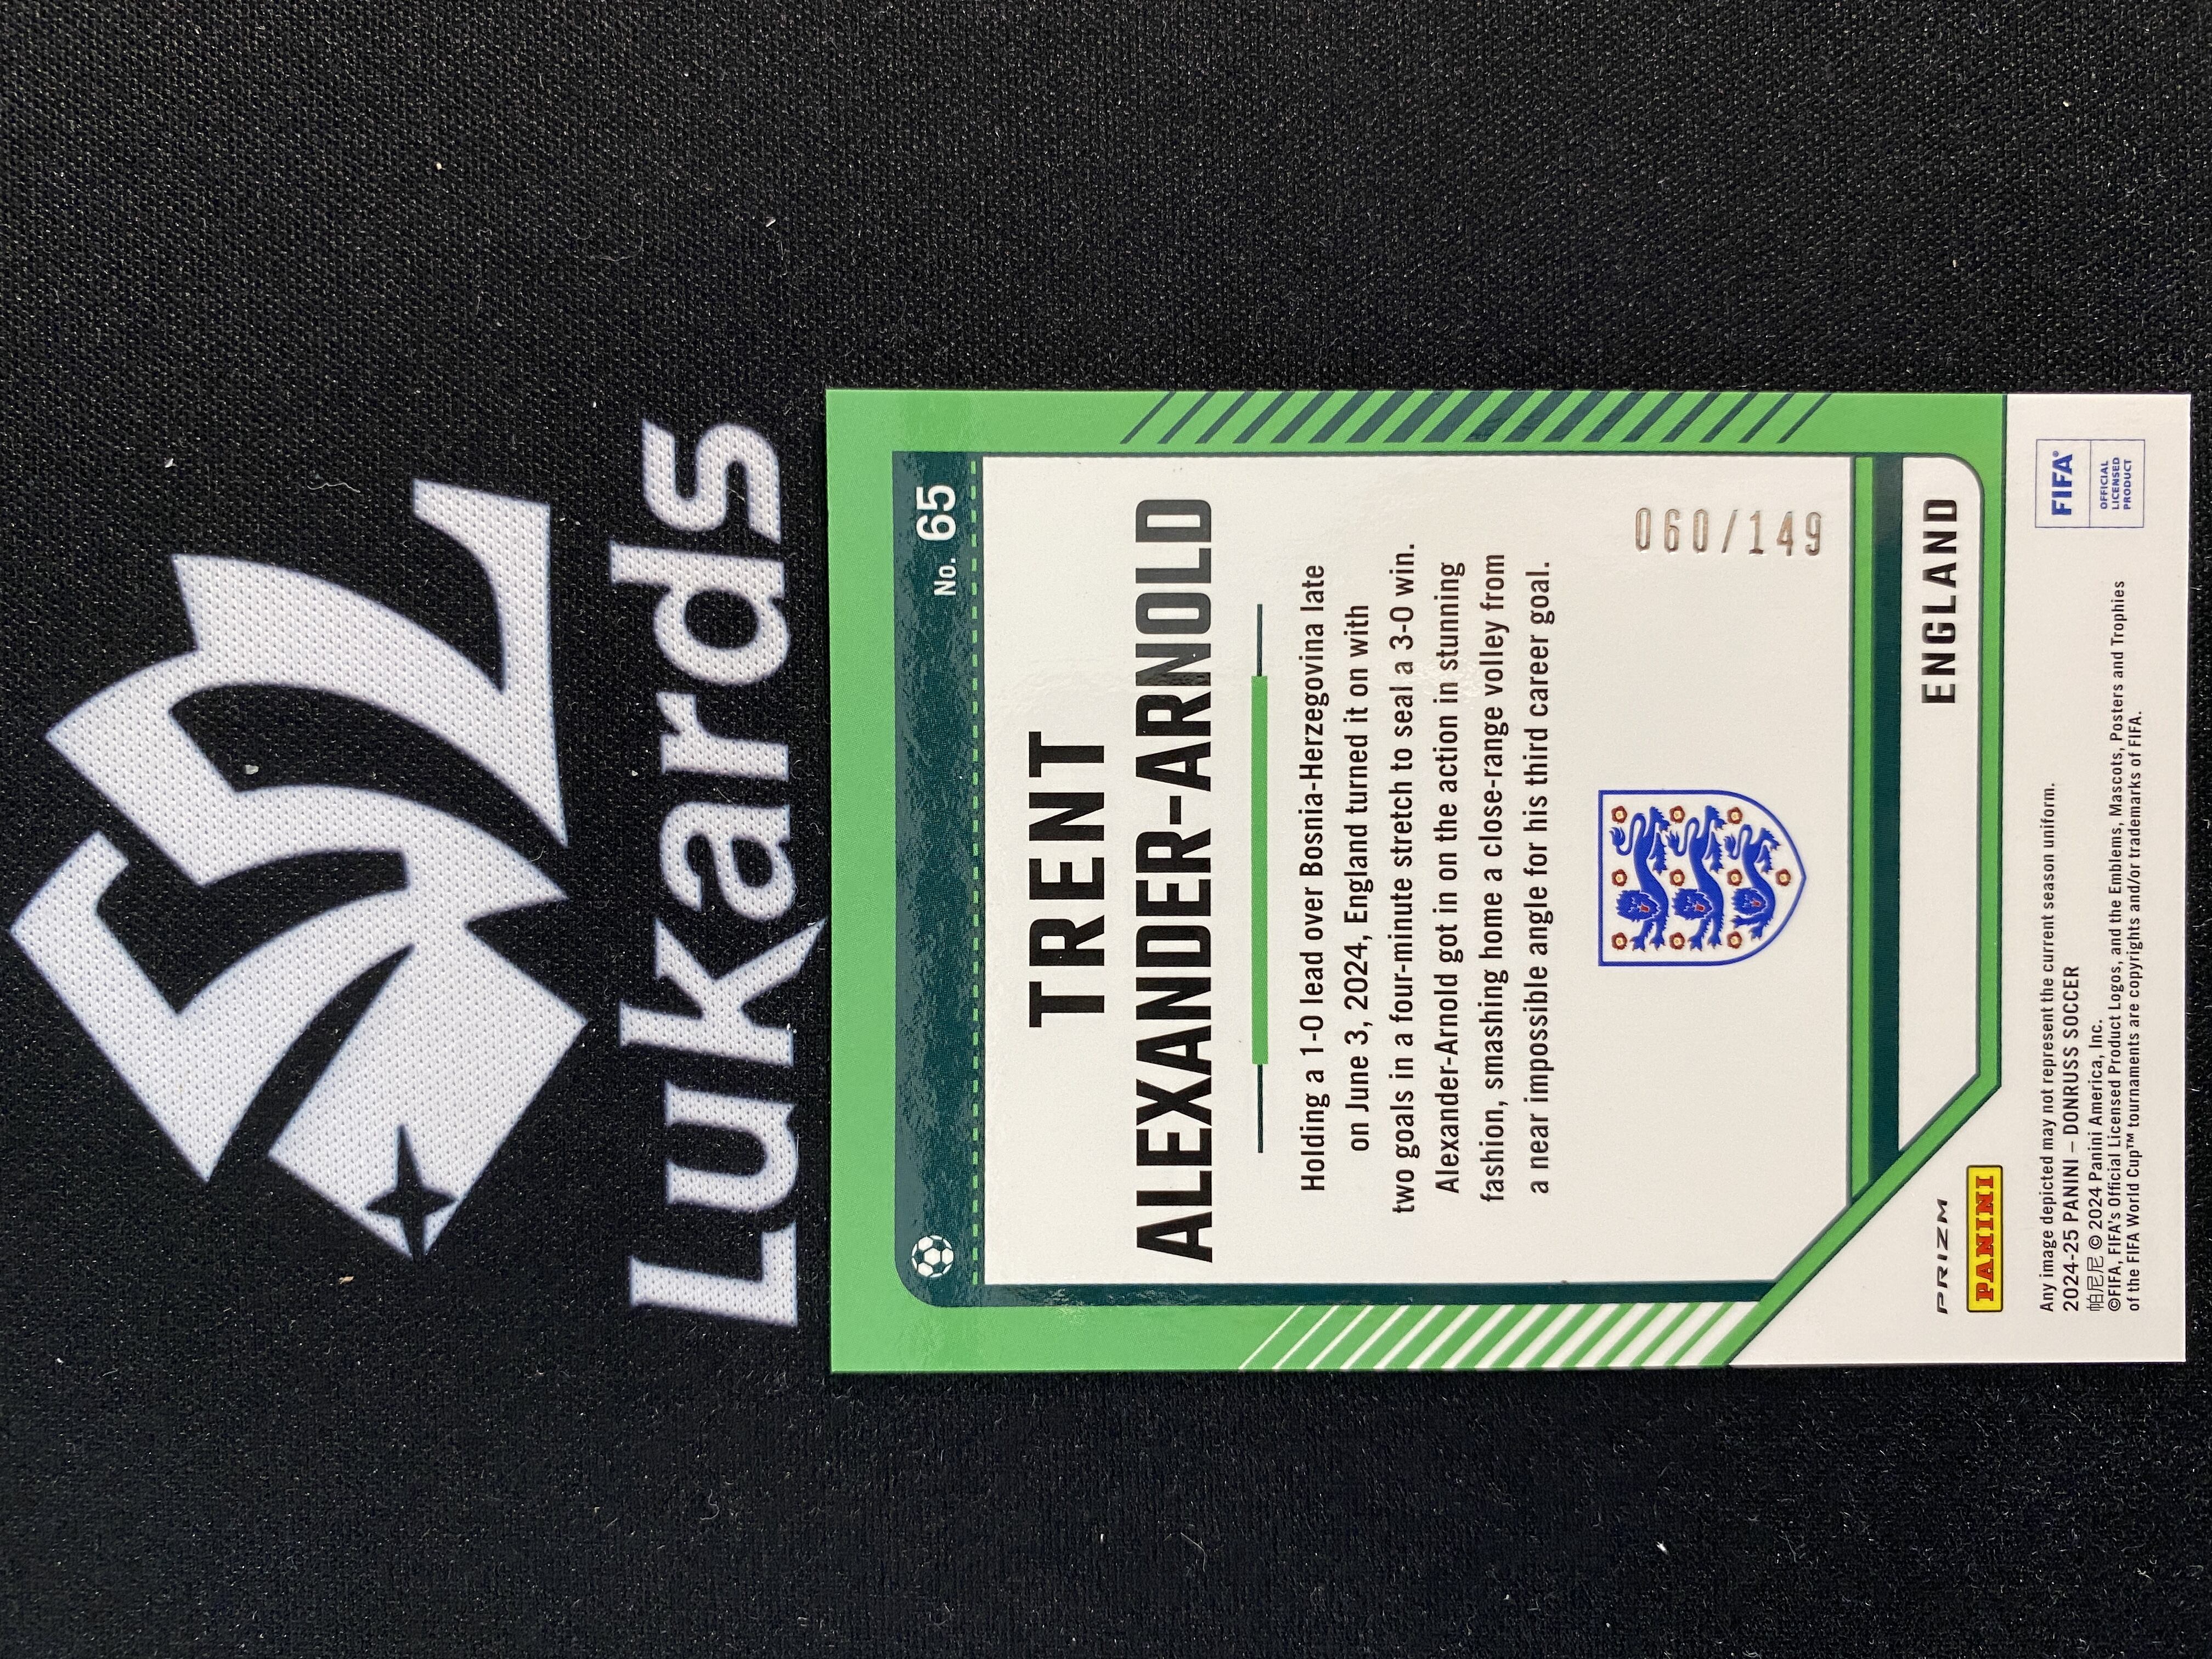 Lukards
No. 65
TRENT
ALEXANDER-ARNOLD
Holding a 1-0 lead over Bosnia-Herzegovina late
on June 3, 2024, England turned it on with
two goals in a four-minute stretch to seal a 3-0 win.
Alexander-Arnold got in on the action in stunning
fashion, smashing home a close-range volley from
a near impossible angle for his third career goal.
060/149
ENGLAND
PRIZM
PANINI
Any image depicted may not represent the current season uniform.
2024-25 PANINI – DONRUSS SOCCER
帕尼尼 © 2024 Panini America, Inc.
©FIFA, FIFA's Official Licensed Product Logos, and the Emblems, Mascots, Posters and Trophies
of the FIFA World Cup™ tournaments are copyrights and/or trademarks of FIFA.
FIFA®
OFFICIAL
LICENSED
PRODUCT